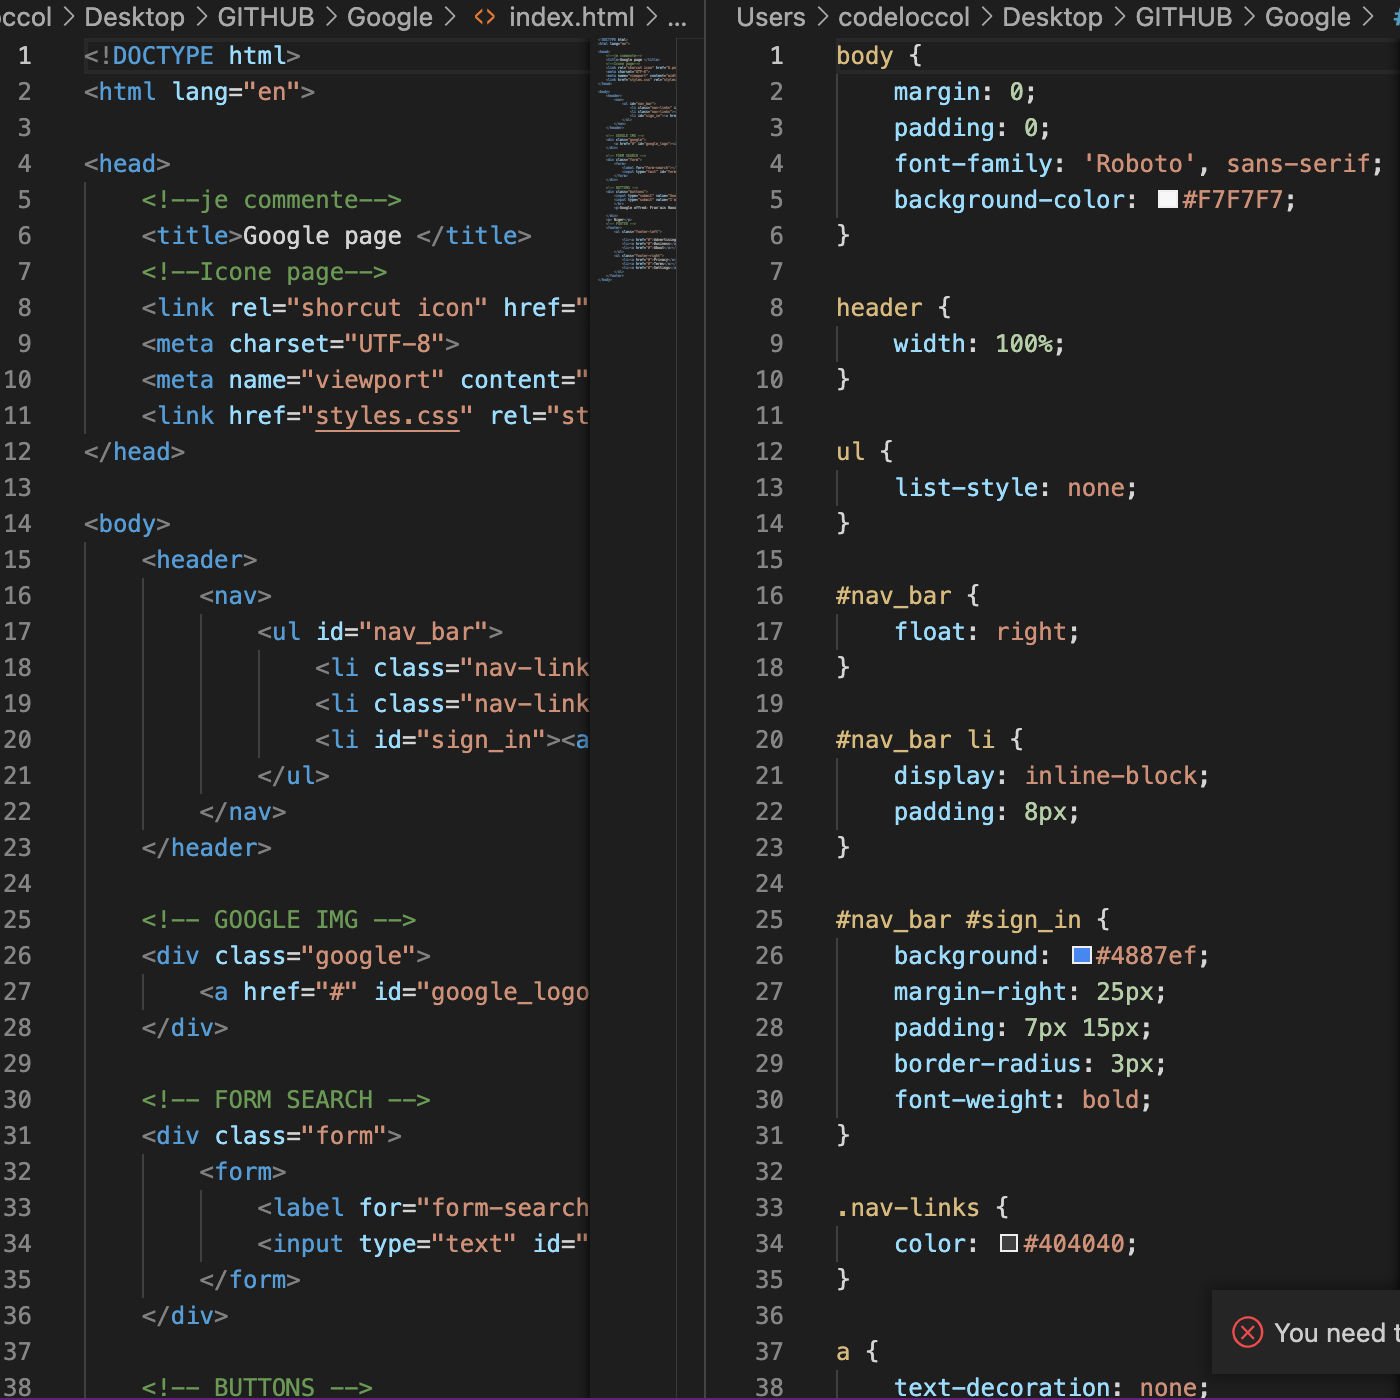 occol > Desktop > GITHUB > Google > <> index.html > ...
1 <!DOCTYPE html>
2 <html lang="en">
3
4 <head>
5 <!--je commente-->
6 <title>Google page </title>
7 <!--Icone page-->
8 <link rel="shorcut icon" href="
9 <meta charset="UTF-8">
10 <meta name="viewport" content="
11 <link href="styles.css" rel="st
12 </head>
13
14 <body>
15 <header>
16 <nav>
17 <ul id="nav_bar">
18 <li class="nav-link
19 <li class="nav-link
20 <li id="sign_in"><a
21 </ul>
22 </nav>
23 </header>
24
25 <!-- GOOGLE IMG -->
26 <div class="google">
27 <a href="#" id="google_logo
28 </div>
29
30 <!-- FORM SEARCH -->
31 <div class="form">
32 <form>
33 <label for="form-search
34 <input type="text" id="
35 </form>
36 </div>
37
38 <!-- BUTTONS -->
Users > codeloccol > Desktop > GITHUB > Google > #
1 body {
2 margin: 0;
3 padding: 0;
4 font-family: 'Roboto', sans-serif;
5 background-color: #F7F7F7;
6 }
7
8 header {
9 width: 100%;
10 }
11
12 ul {
13 list-style: none;
14 }
15
16 #nav_bar {
17 float: right;
18 }
19
20 #nav_bar li {
21 display: inline-block;
22 padding: 8px;
23 }
24
25 #nav_bar #sign_in {
26 background: #4887ef;
27 margin-right: 25px;
28 padding: 7px 15px;
29 border-radius: 3px;
30 font-weight: bold;
31 }
32
33 .nav-links {
34 color: #404040;
35 }
36
37 a {
38 text-decoration: none;
You need t